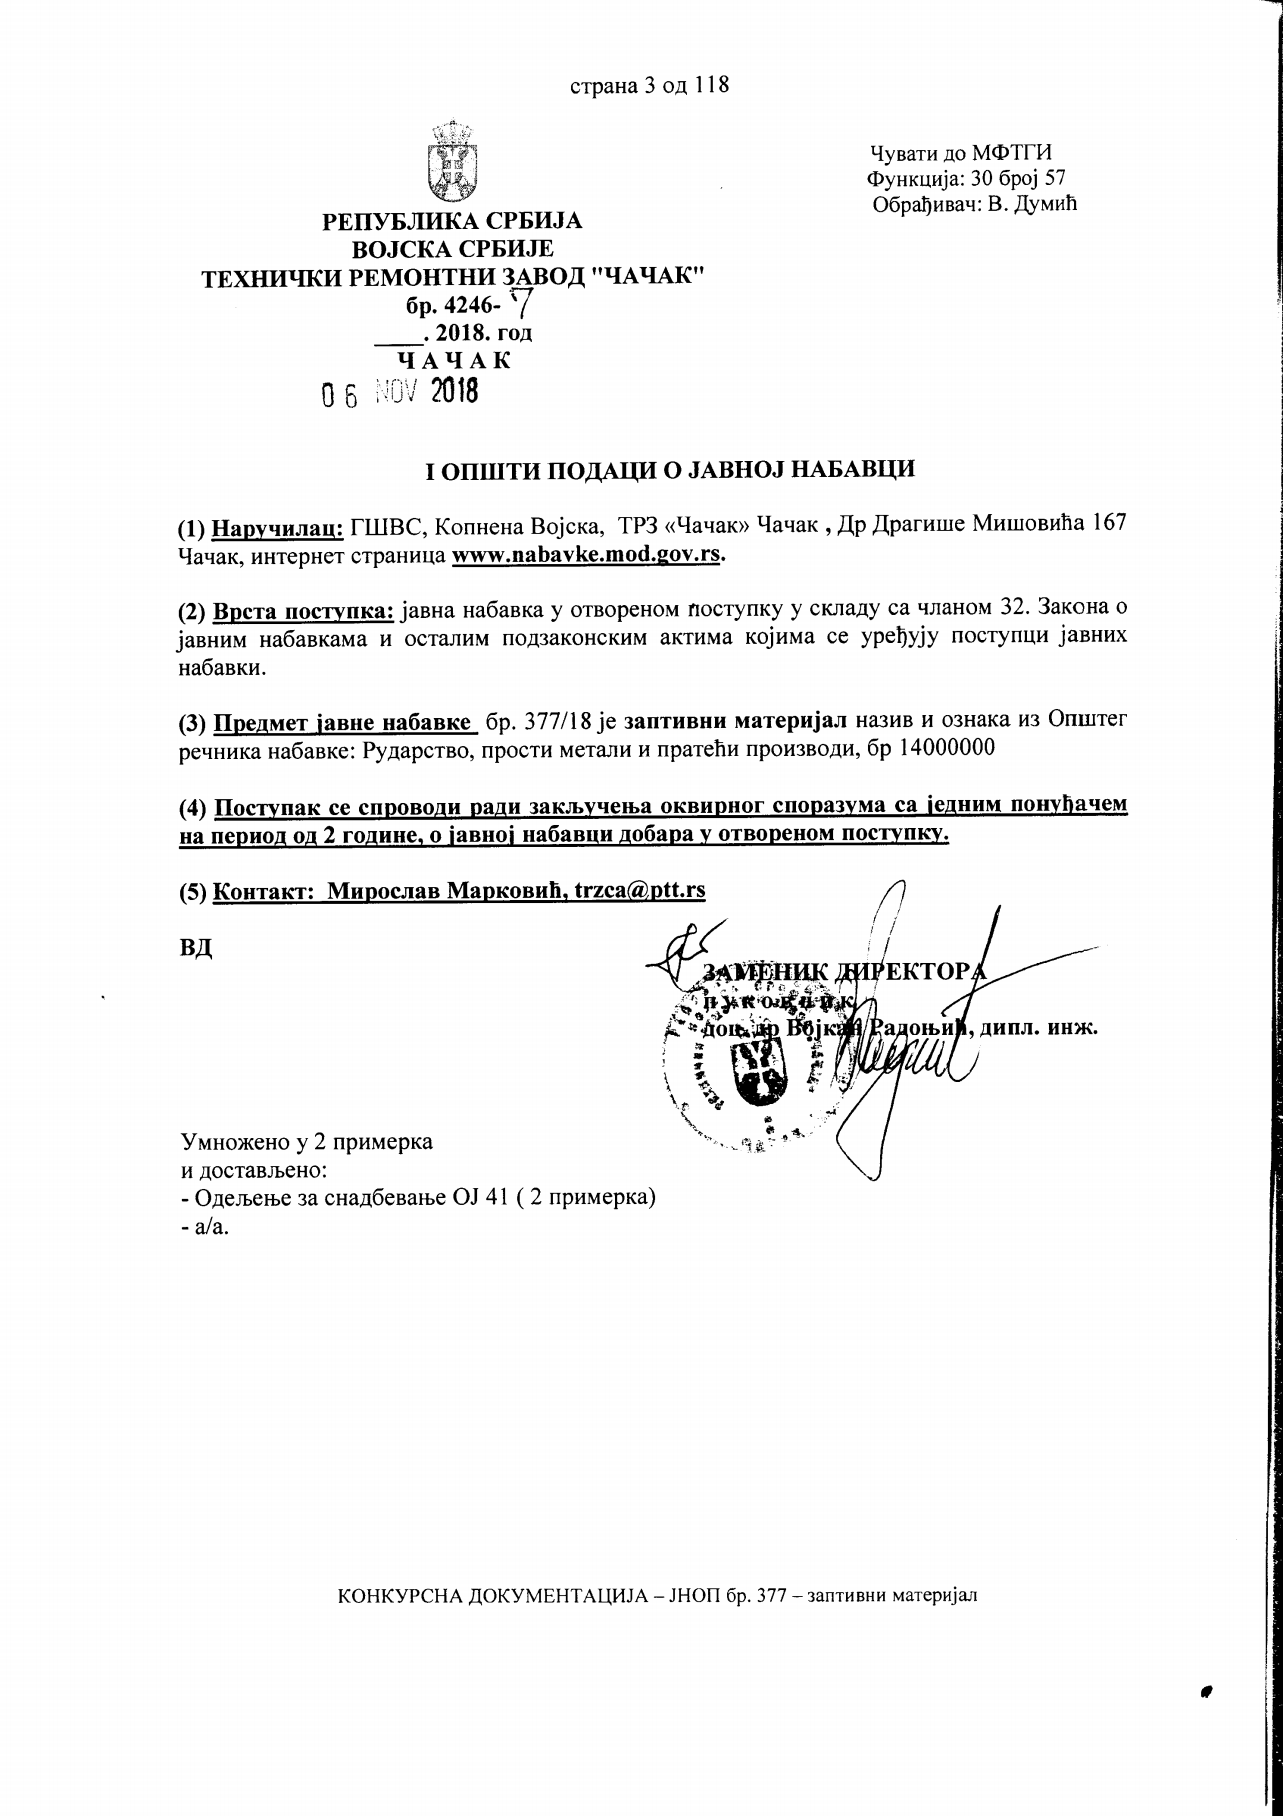 страна 3 од 118
Чувати до МФТГИ
Функција: 30 број 57
Обрађивач: В. Думић
РЕПУБЛИКА СРБИЈА
ВОЈСКА СРБИЈЕ
ТЕХНИЧКИ РЕМОНТНИ ЗАВОД "ЧАЧАК"
бр. 4246- 7
____. 2018. год
Ч А Ч А К
06 NOV 2018
I ОПШТИ ПОДАЦИ О ЈАВНОЈ НАБАВЦИ
(1) Наручилац: ГШВС, Копнена Војска, ТРЗ «Чачак» Чачак , Др Драгише Мишовића 167
Чачак, интернет страница www.nabavke.mod.gov.rs.
(2) Врста поступка: јавна набавка у отвореном поступку у складу са чланом 32. Закона о
јавним набавкама и осталим подзаконским актима којима се уређују поступци јавних
набавки.
(3) Предмет јавне набавке бр. 377/18 је заптивни материјал назив и ознака из Општег
речника набавке: Рударство, прости метали и пратећи производи, бр 14000000
(4) Поступак се спроводи ради закључења оквирног споразума са једним понуђачем
на период од 2 године, о јавној набавци добара у отвореном поступку.
(5) Контакт: Мирослав Марковић, trzca@ptt.rs
ВД
ЗАМЕНИК ДИРЕКТОРА
п у к о в н и к
доц. др Војкан Радоњић, дипл. инж.
Умножено у 2 примерка
и достављено:
- Одељење за снадбевање ОЈ 41 ( 2 примерка)
- а/а.
КОНКУРСНА ДОКУМЕНТАЦИЈА – ЈНОП бр. 377 – заптивни материјал